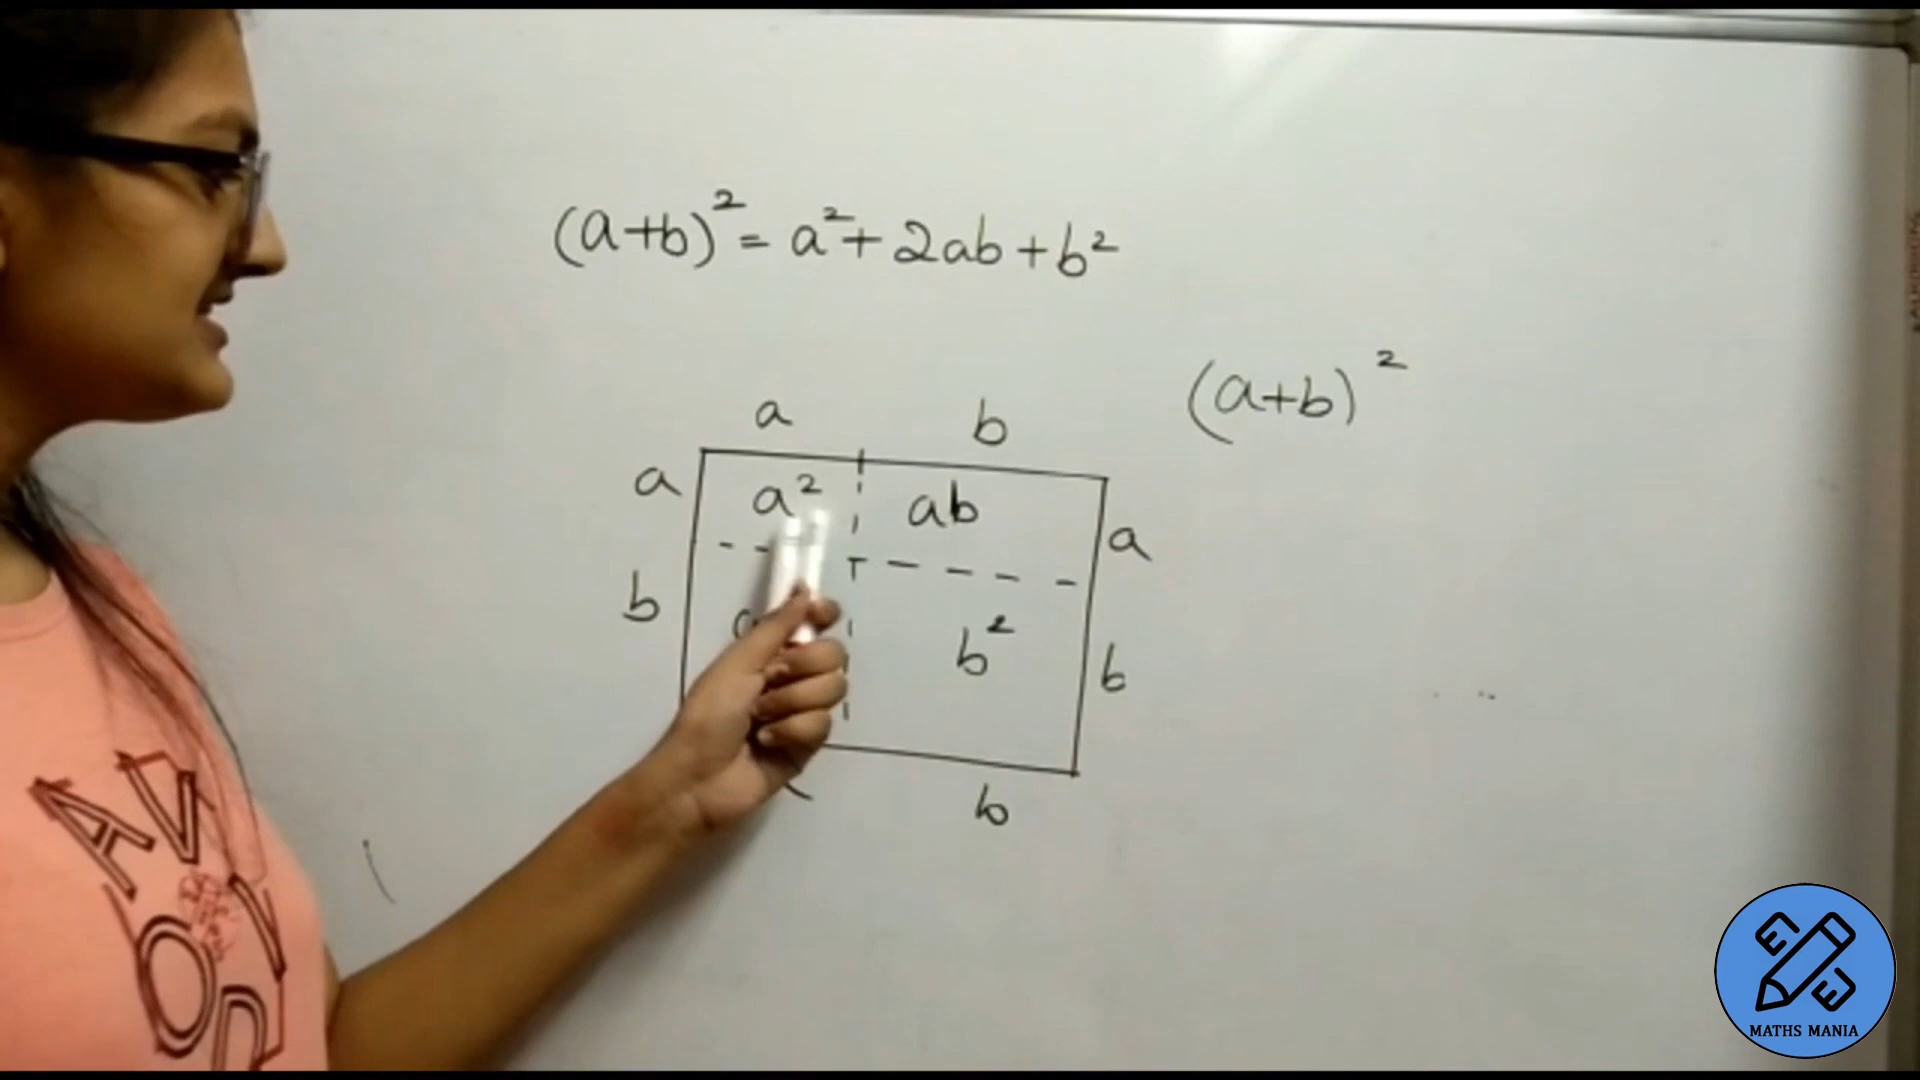 (a+b)² = a² + 2ab + b²
(a+b)²
a b
a a² ab a
b b² b
b
MATHS MANIA